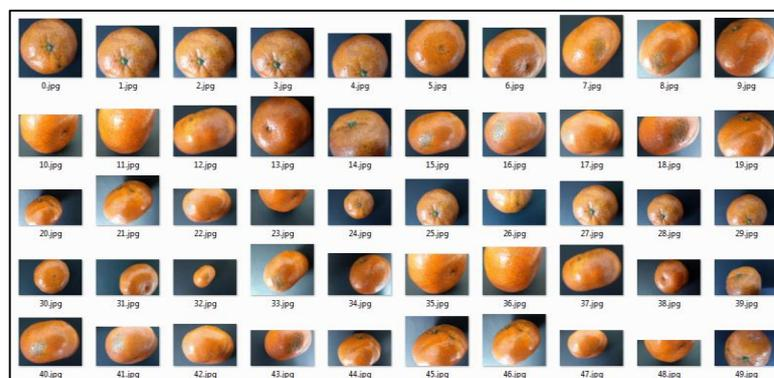 0.jpg 1.jpg 2.jpg 3.jpg 4.jpg 5.jpg 6.jpg 7.jpg 8.jpg 9.jpg
10.jpg 11.jpg 12.jpg 13.jpg 14.jpg 15.jpg 16.jpg 17.jpg 18.jpg 19.jpg
20.jpg 21.jpg 22.jpg 23.jpg 24.jpg 25.jpg 26.jpg 27.jpg 28.jpg 29.jpg
30.jpg 31.jpg 32.jpg 33.jpg 34.jpg 35.jpg 36.jpg 37.jpg 38.jpg 39.jpg
40.jpg 41.jpg 42.jpg 43.jpg 44.jpg 45.jpg 46.jpg 47.jpg 48.jpg 49.jpg